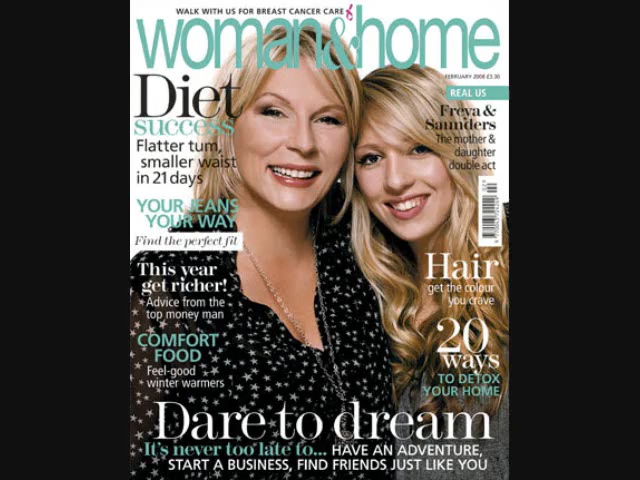 WALK WITH US FOR BREAST CANCER CARE
woman&home
FEBRUARY 2008 £3.30
Diet
success
Flatter tum,
smaller waist
in 21 days
YOUR JEANS
YOUR WAY
Find the perfect fit
This year
get richer!
Advice from the
top money man
COMFORT
FOOD
Feel-good
winter warmers
REAL US
Freya &
Saunders
The mother &
daughter
double act
Hair
get the colour
you crave
20
ways
TO DETOX
YOUR HOME
Dare to dream
It's never too late to... HAVE AN ADVENTURE,
START A BUSINESS, FIND FRIENDS JUST LIKE YOU